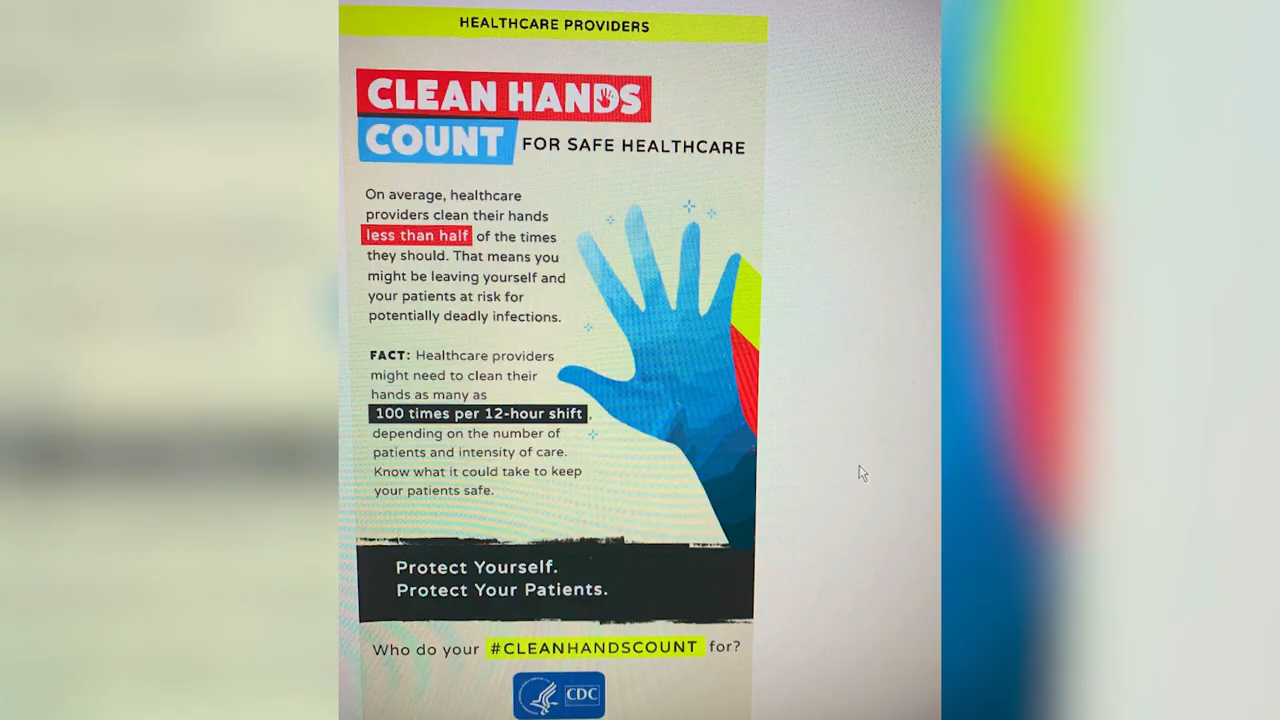 HEALTHCARE PROVIDERS
CLEAN HANDS
COUNT FOR SAFE HEALTHCARE
On average, healthcare
providers clean their hands
less than half of the times
they should. That means you
might be leaving yourself and
your patients at risk for
potentially deadly infections.
FACT: Healthcare providers
might need to clean their
hands as many as
100 times per 12-hour shift,
depending on the number of
patients and intensity of care.
Know what it could take to keep
your patients safe.
Protect Yourself.
Protect Your Patients.
Who do your #CLEANHANDSCOUNT for?
CDC